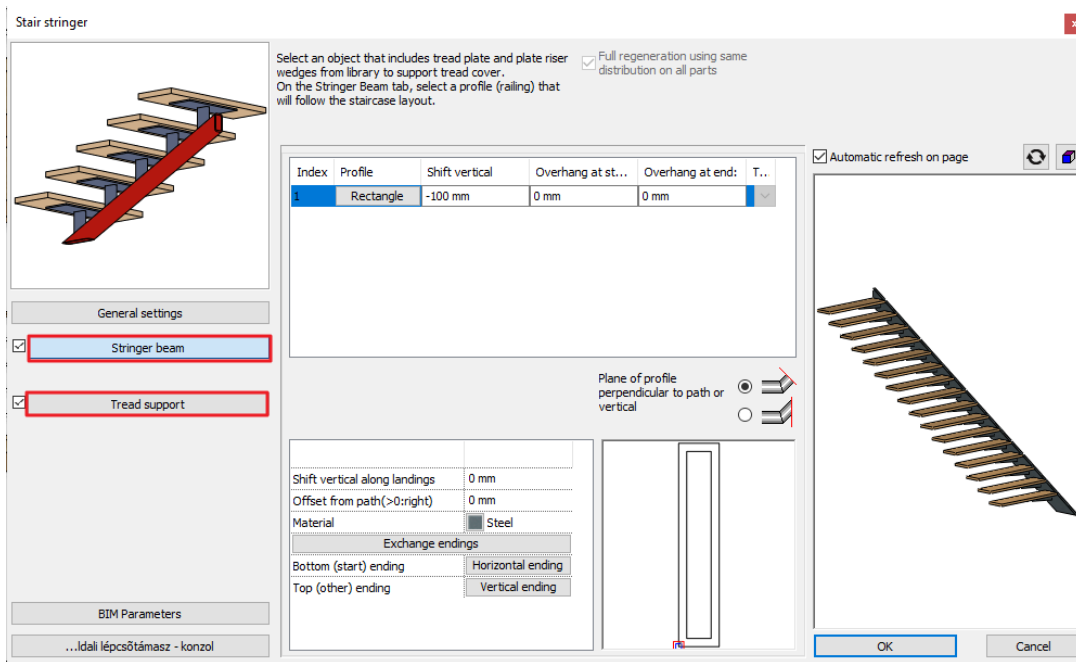 Stair stringer
x
Select an object that includes tread plate and plate riser
wedges from library to support tread cover.
On the Stringer Beam tab, select a profile (railing) that
will follow the staircase layout.
Full regeneration using same
distribution on all parts
General settings
Stringer beam
Tread support
BIM Parameters
...ldali lépcsõtámasz - konzol
Index Profile Shift vertical Overhang at st... Overhang at end: T..
1 Rectangle -100 mm 0 mm 0 mm
Plane of profile
perpendicular to path or
vertical
Shift vertical along landings 0 mm
Offset from path(>0:right) 0 mm
Material Steel
Exchange endings
Bottom (start) ending Horizontal ending
Top (other) ending Vertical ending
Automatic refresh on page
OK Cancel